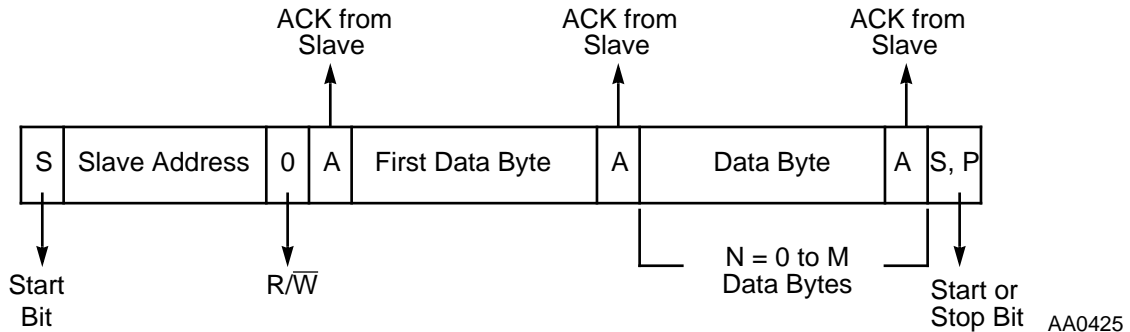 ACK from
Slave
ACK from
Slave
ACK from
Slave
S Slave Address 0 A First Data Byte A Data Byte A S, P
Start
Bit
R/W̅
N = 0 to M
Data Bytes
Start or
Stop Bit
AA0425